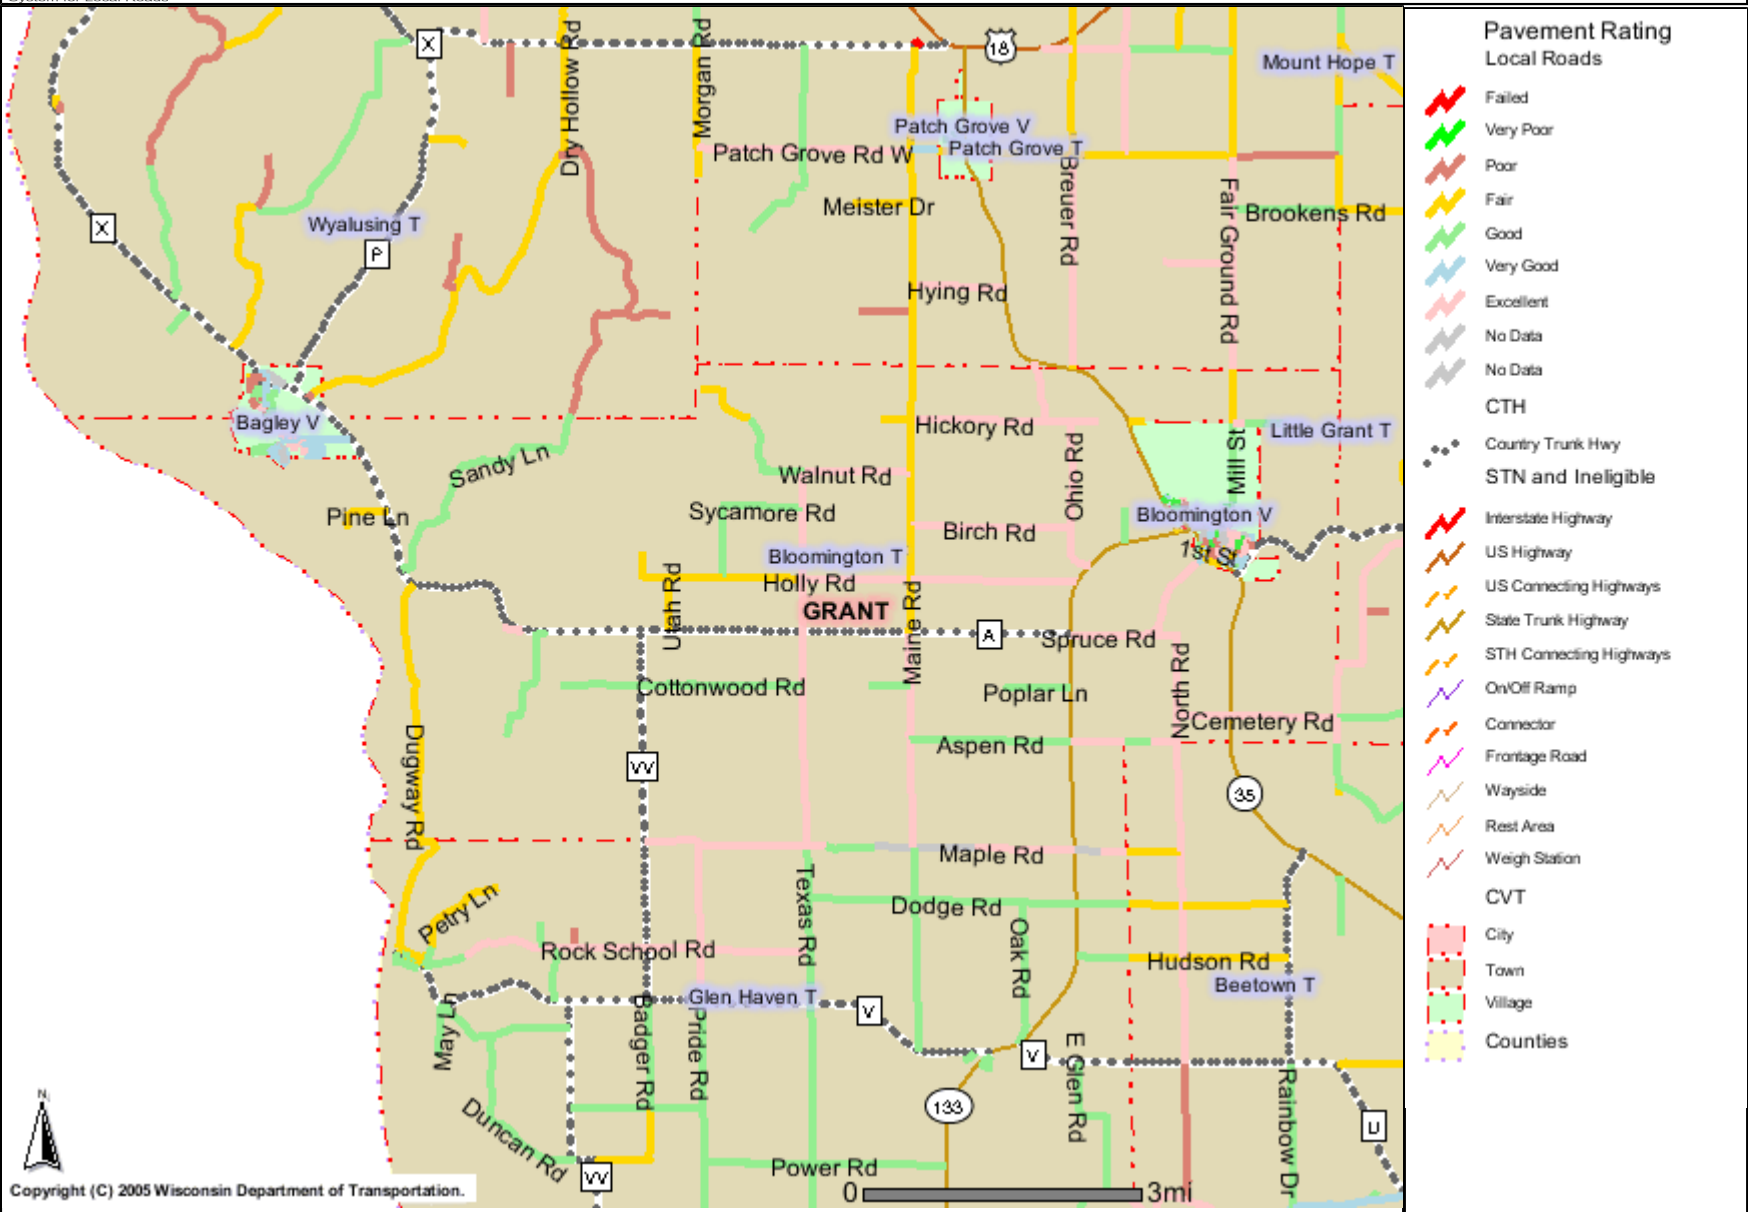 System for Local Roads
X
Dry Hollow Rd
Morgan Rd
18
Mount Hope T
Patch Grove V
Patch Grove Rd W
Patch Grove T
Breuer Rd
Meister Dr
Fair Ground Rd
Brookens Rd
X
Wyalusing T
P
Hying Rd
Bagley V
Hickory Rd
Little Grant T
Sandy Ln
Walnut Rd
Ohio Rd
Mill St
Pine Ln
Sycamore Rd
Birch Rd
Bloomington V
1st St
Bloomington T
Holly Rd
Utah Rd
GRANT
Maine Rd
A
Spruce Rd
North Rd
Cottonwood Rd
Poplar Ln
Cemetery Rd
Aspen Rd
Dugway Rd
VV
35
Maple Rd
Texas Rd
Petry Ln
Dodge Rd
Oak Rd
Rock School Rd
Hudson Rd
Beetown T
Glen Haven T
V
May Ln
Badger Rd
Pride Rd
V
E Glen Rd
Rainbow Dr
133
U
Duncan Rd
VV
Power Rd
N
0 3mi
Copyright (C) 2005 Wisconsin Department of Transportation.
Pavement Rating
Local Roads
Failed
Very Poor
Poor
Fair
Good
Very Good
Excellent
No Data
No Data
CTH
Country Trunk Hwy
STN and Ineligible
Interstate Highway
US Highway
US Connecting Highways
State Trunk Highway
STH Connecting Highways
On/Off Ramp
Connector
Frontage Road
Wayside
Rest Area
Weigh Station
CVT
City
Town
Village
Counties